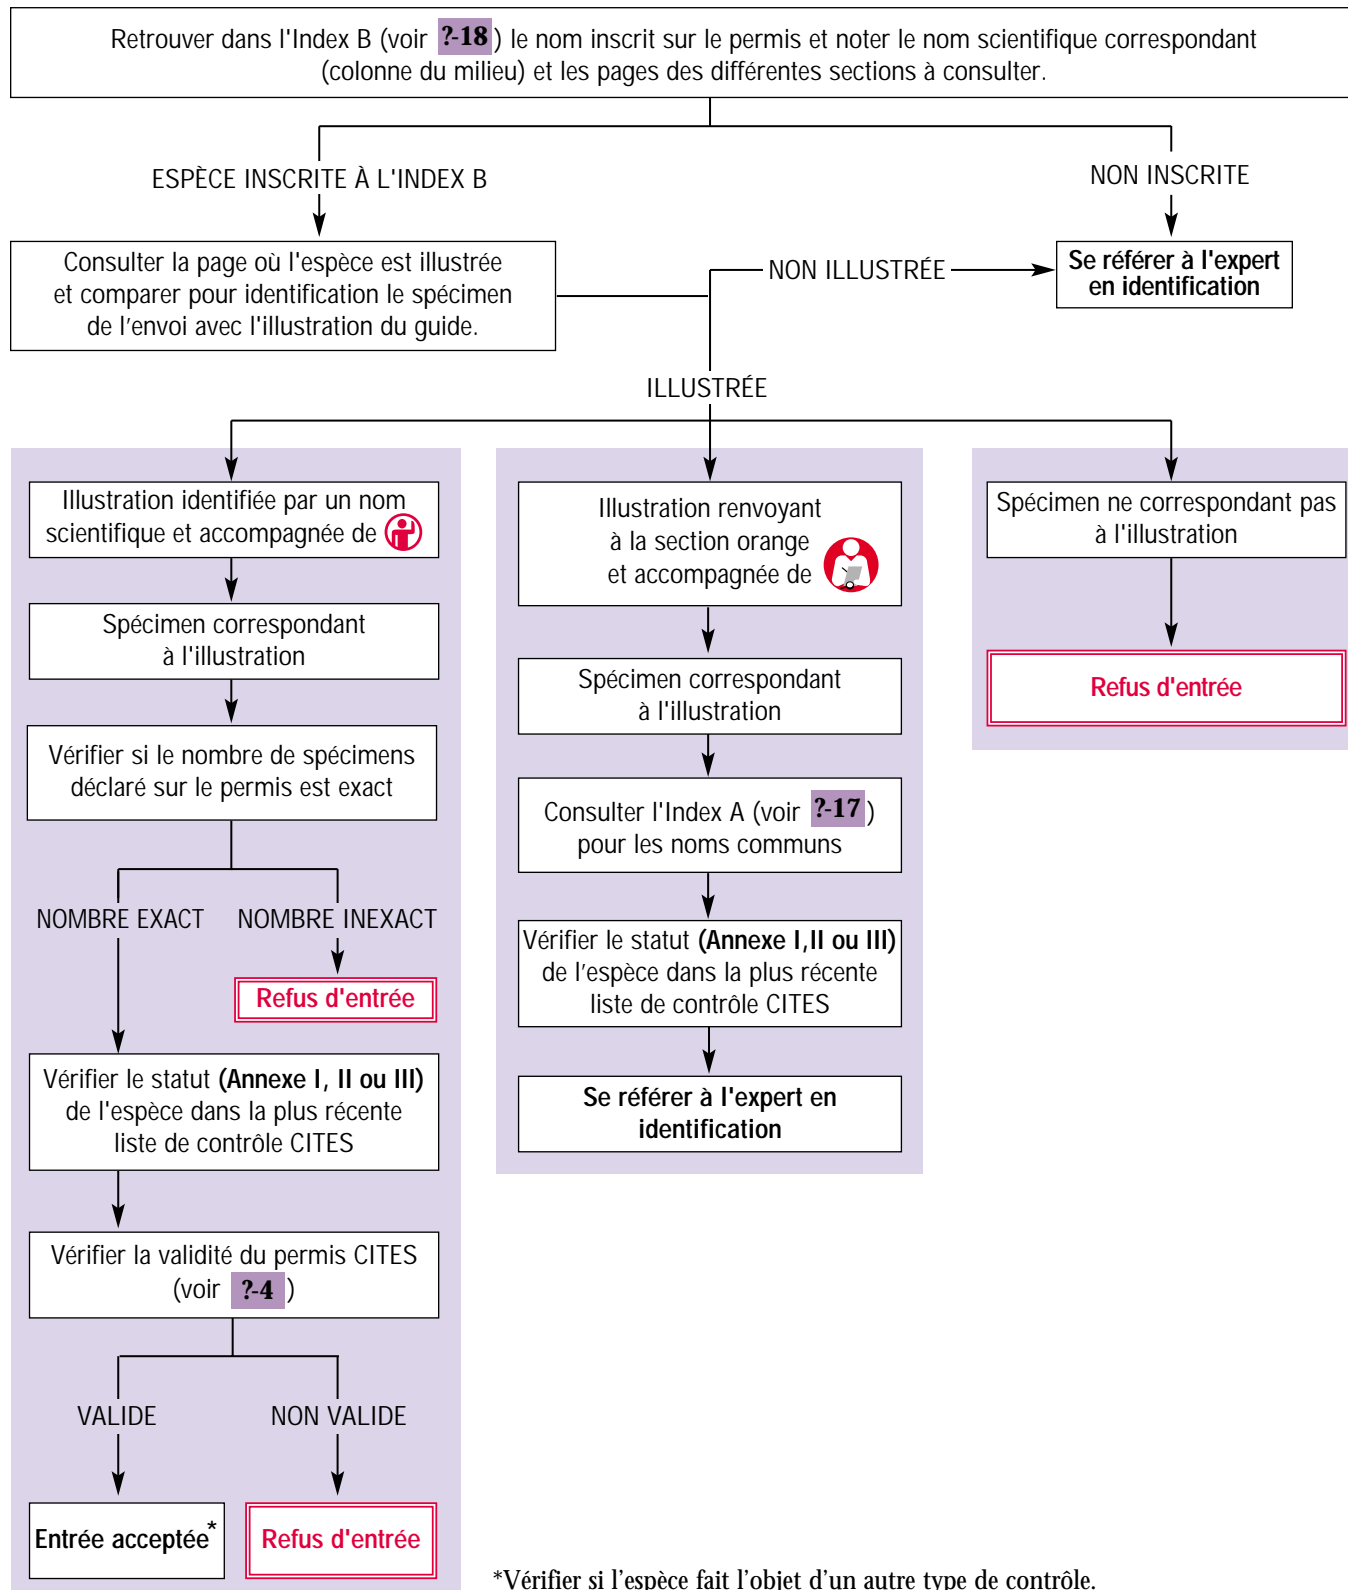 Retrouver dans l'Index B (voir ?-18) le nom inscrit sur le permis et noter le nom scientifique correspondant
(colonne du milieu) et les pages des différentes sections à consulter.
ESPÈCE INSCRITE À L'INDEX B
NON INSCRITE
Consulter la page où l'espèce est illustrée
et comparer pour identification le spécimen
de l'envoi avec l'illustration du guide.
NON ILLUSTRÉE
Se référer à l'expert
en identification
ILLUSTRÉE
Illustration identifiée par un nom
scientifique et accompagnée de
Spécimen correspondant
à l'illustration
Vérifier si le nombre de spécimens
déclaré sur le permis est exact
NOMBRE EXACT
NOMBRE INEXACT
Refus d'entrée
Vérifier le statut (Annexe I, II ou III)
de l'espèce dans la plus récente
liste de contrôle CITES
Vérifier la validité du permis CITES
(voir ?-4 )
VALIDE
NON VALIDE
Entrée acceptée*
Refus d'entrée
Illustration renvoyant
à la section orange
et accompagnée de
Spécimen correspondant
à l'illustration
Consulter l'Index A (voir ?-17)
pour les noms communs
Vérifier le statut (Annexe I,II ou III)
de l'espèce dans la plus récente
liste de contrôle CITES
Se référer à l'expert en
identification
Spécimen ne correspondant pas
à l'illustration
Refus d'entrée
*Vérifier si l'espèce fait l'objet d'un autre type de contrôle.